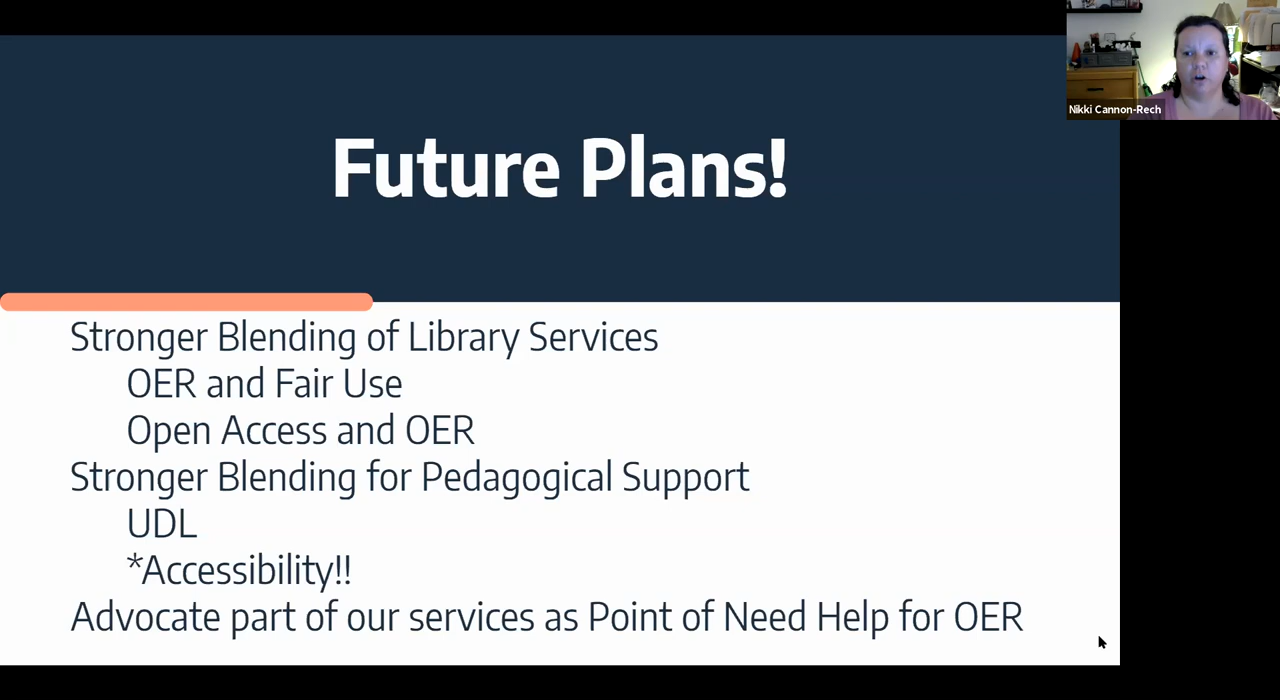 Future Plans!
Nikki Cannon-Rech
Stronger Blending of Library Services
OER and Fair Use
Open Access and OER
Stronger Blending for Pedagogical Support
UDL
*Accessibility!!
Advocate part of our services as Point of Need Help for OER